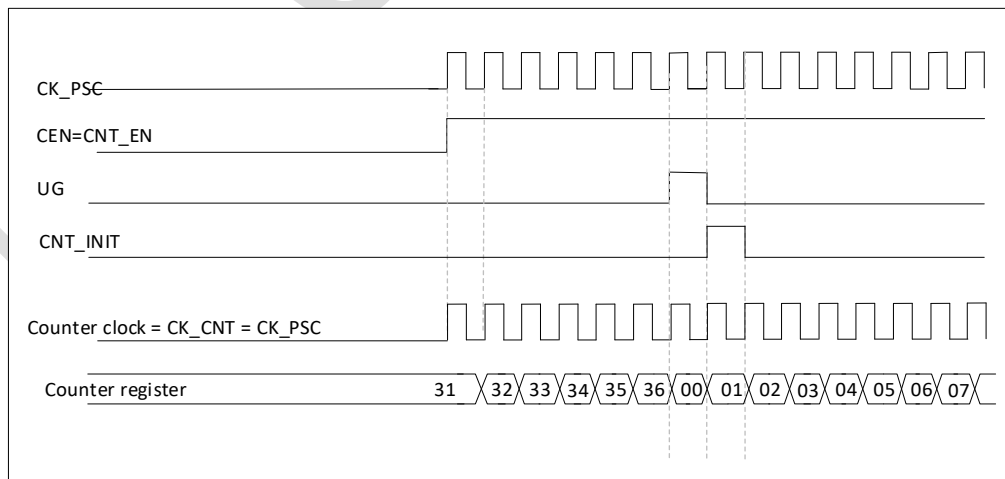 CK_PSC
CEN=CNT_EN
UG
CNT_INIT
Counter clock = CK_CNT = CK_PSC
Counter register 31 32 33 34 35 36 00 01 02 03 04 05 06 07